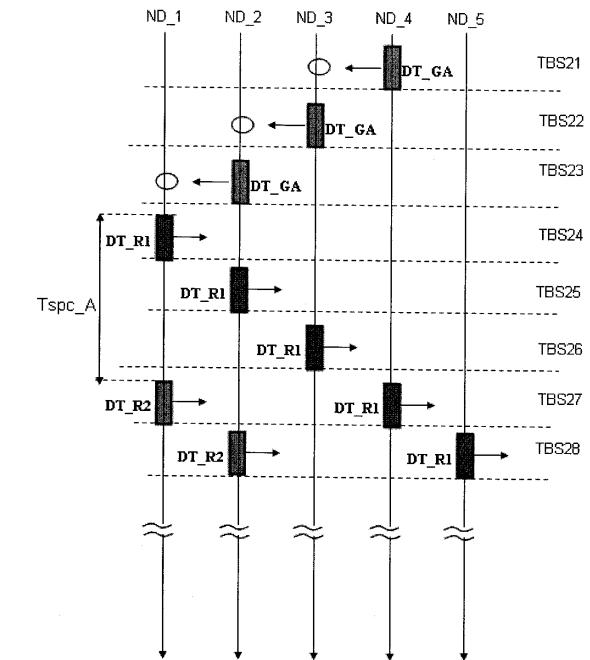 ND_1 ND_2 ND_3 ND_4 ND_5
DT_GA TBS21
DT_GA TBS22
DT_GA TBS23
DT_R1 TBS24
DT_R1 TBS25
Tspc_A
DT_R1 TBS26
DT_R2 DT_R1 TBS27
DT_R2 DT_R1 TBS28